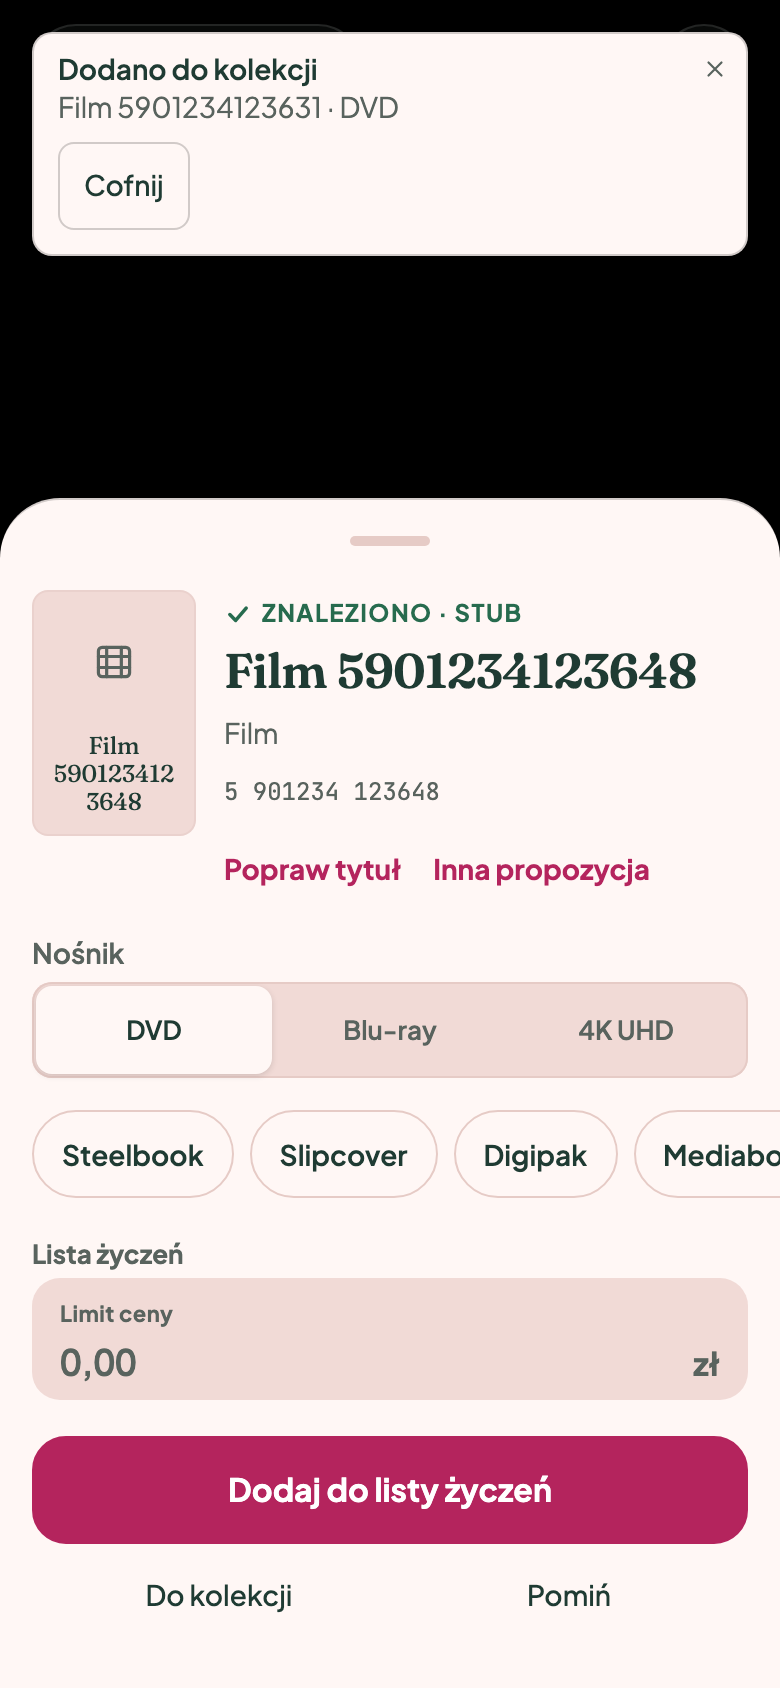 Dodano do kolekcji
Film 5901234123631 · DVD
Cofnij
ZNALEZIONO · STUB
Film 5901234123648
Film
5 901234 123648
Film
590123412
3648
Popraw tytuł Inna propozycja
Nośnik
DVD Blu-ray 4K UHD
Steelbook Slipcover Digipak Mediabo
Lista życzeń
Limit ceny
0,00 zł
Dodaj do listy życzeń
Do kolekcji Pomiń